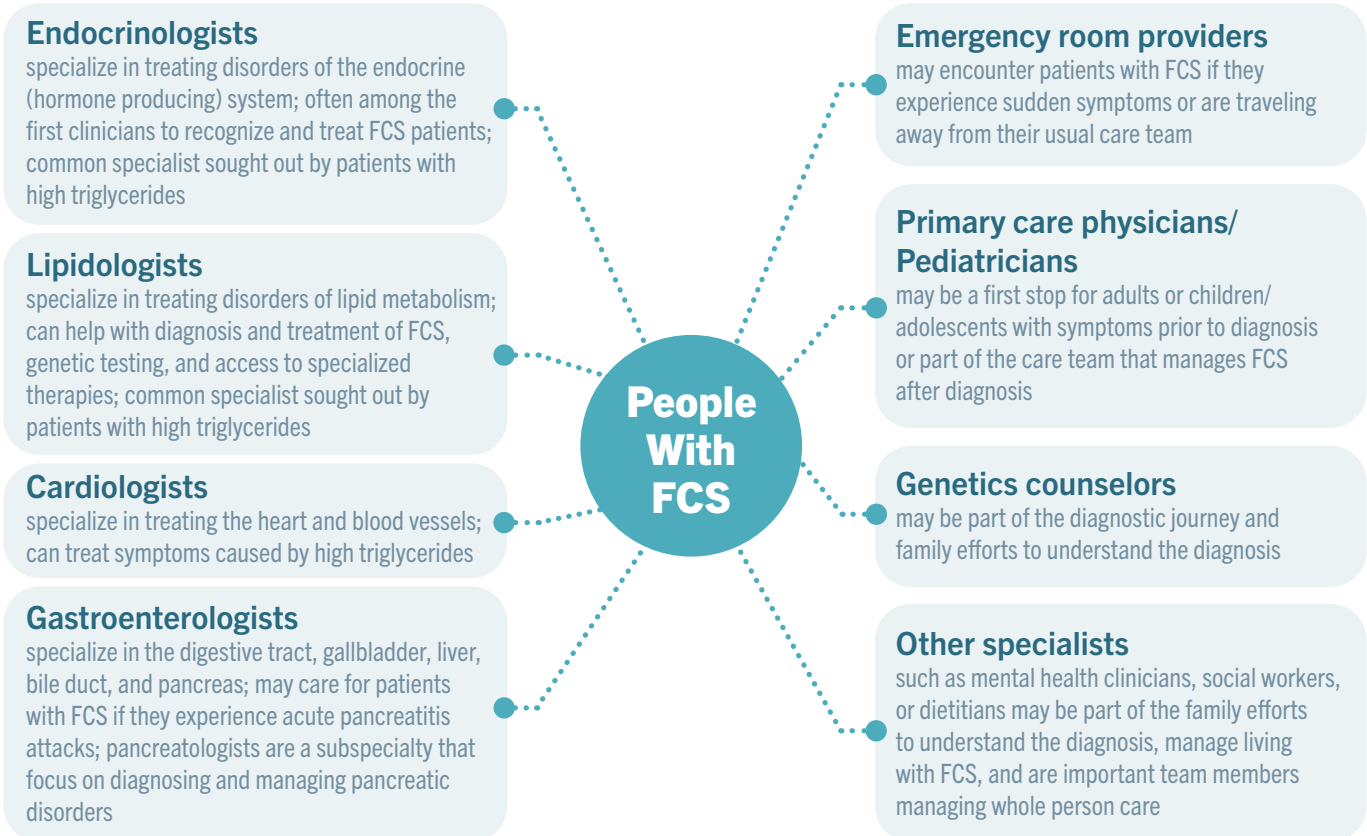 Endocrinologists
specialize in treating disorders of the endocrine
(hormone producing) system; often among the
first clinicians to recognize and treat FCS patients;
common specialist sought out by patients with
high triglycerides
Lipidologists
specialize in treating disorders of lipid metabolism;
can help with diagnosis and treatment of FCS,
genetic testing, and access to specialized
therapies; common specialist sought out by
patients with high triglycerides
Cardiologists
specialize in treating the heart and blood vessels;
can treat symptoms caused by high triglycerides
Gastroenterologists
specialize in the digestive tract, gallbladder, liver,
bile duct, and pancreas; may care for patients
with FCS if they experience acute pancreatitis
attacks; pancreatologists are a subspecialty that
focus on diagnosing and managing pancreatic
disorders
People
With
FCS
Emergency room providers
may encounter patients with FCS if they
experience sudden symptoms or are traveling
away from their usual care team
Primary care physicians/
Pediatricians
may be a first stop for adults or children/
adolescents with symptoms prior to diagnosis
or part of the care team that manages FCS
after diagnosis
Genetics counselors
may be part of the diagnostic journey and
family efforts to understand the diagnosis
Other specialists
such as mental health clinicians, social workers,
or dietitians may be part of the family efforts
to understand the diagnosis, manage living
with FCS, and are important team members
managing whole person care